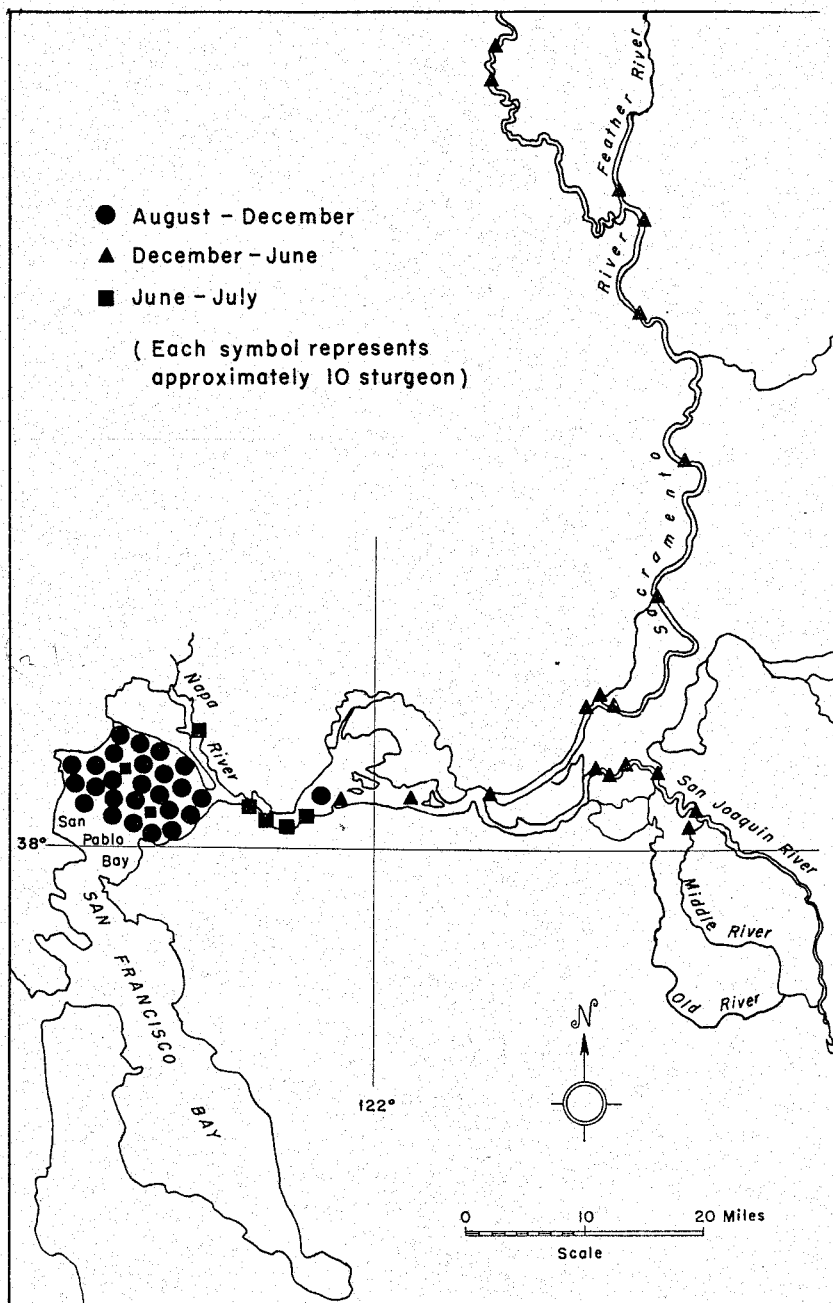 Feather River
August – December
December – June
June – July
( Each symbol represents
approximately 10 sturgeon )
River
Sacramento
Napa
River
San
Pablo
Bay
38°
San Joaquin River
Middle River
Old River
SAN FRANCISCO BAY
N
122°
0 10 20 Miles
Scale